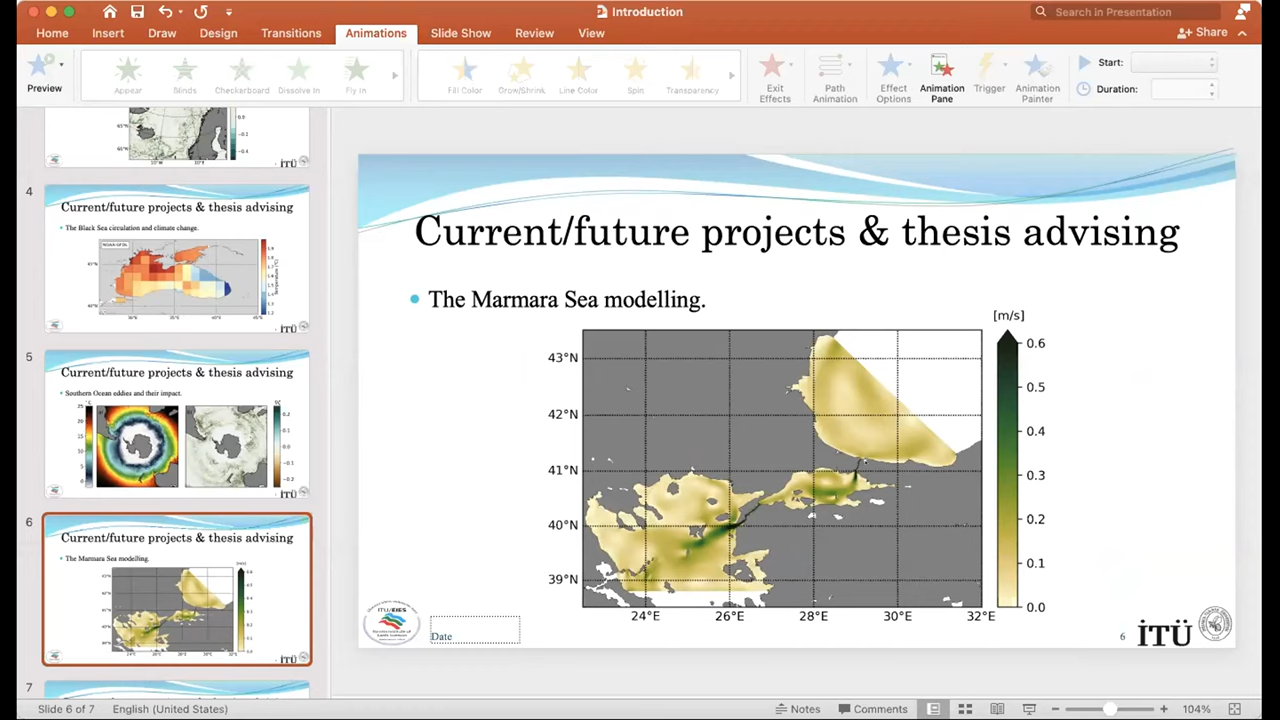 Introduction
Search in Presentation
Home Insert Draw Design Transitions Animations Slide Show Review View Share
Preview
Appear Blinds Checkerboard Dissolve In Fly In
Fill Color Grow/Shrink Line Color Spin Transparency
Exit Effects
Path Animation
Effect Options
Animation Pane
Trigger
Animation Painter
Start:
Duration:
4
Current/future projects & thesis advising
The Black Sea circulation and climate change.
İTÜ
5
Current/future projects & thesis advising
Southern Ocean eddies and their impact.
İTÜ
6
Current/future projects & thesis advising
The Marmara Sea modelling.
İTÜ
7
Current/future projects & thesis advising
The Marmara Sea modelling.
[m/s]
43°N
42°N
41°N
40°N
39°N
24°E 26°E 28°E 30°E 32°E
0.6
0.5
0.4
0.3
0.2
0.1
0.0
ITU/EIES
Date
6
İTÜ
Slide 6 of 7
English (United States)
Notes
Comments
104%